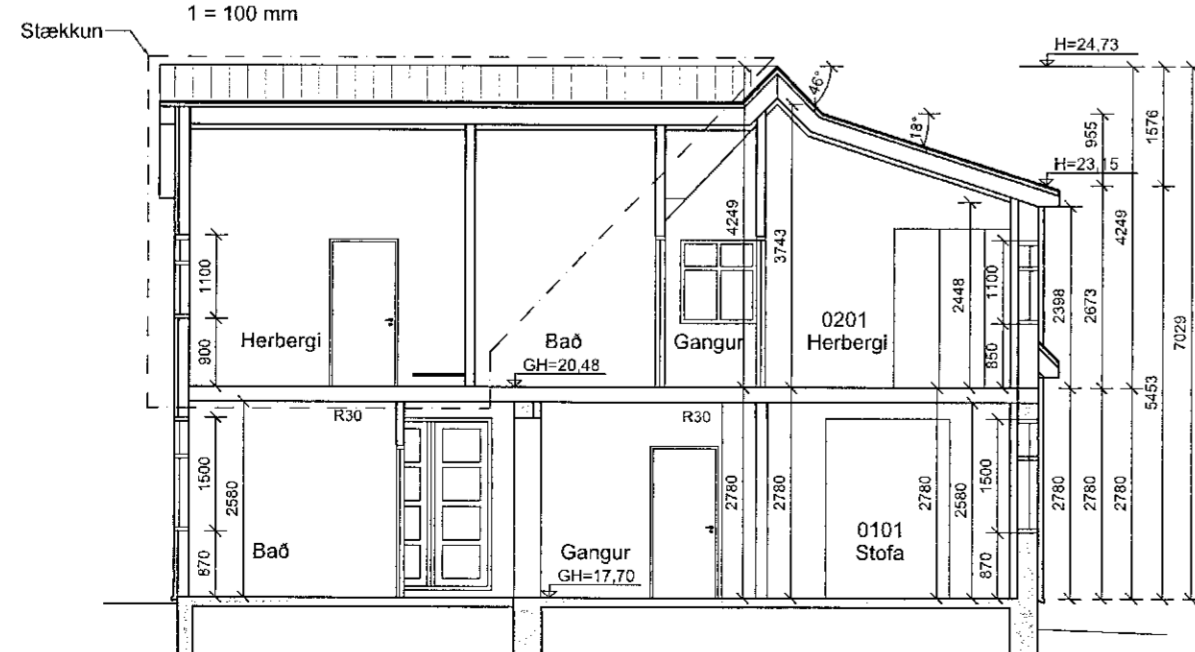 1 = 100 mm
Stækkun
H=24,73
46°
18°
955
1576
H=23,15
4249
3743
4249
1100
2448
1100
2398
2673
7029
0201
Herbergi
Herbergi
Bað
Gangur
900
850
GH=20,48
5453
R30
R30
1500
2580
2780
2780
2780
2580
1500
2780
2780
2780
0101
Stofa
Bað
Gangur
870
870
GH=17,70